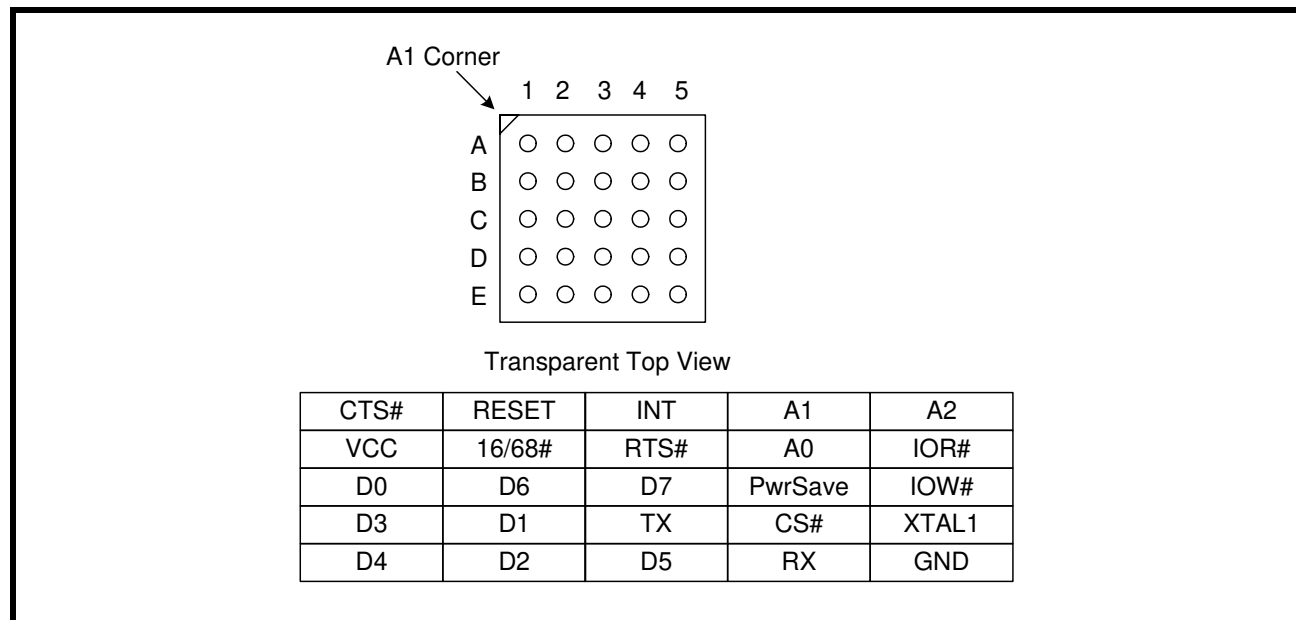 A1 Corner
1 2 3 4 5
A
B
C
D
E
Transparent Top View
CTS# RESET INT A1 A2
VCC 16/68# RTS# A0 IOR#
D0 D6 D7 PwrSave IOW#
D3 D1 TX CS# XTAL1
D4 D2 D5 RX GND